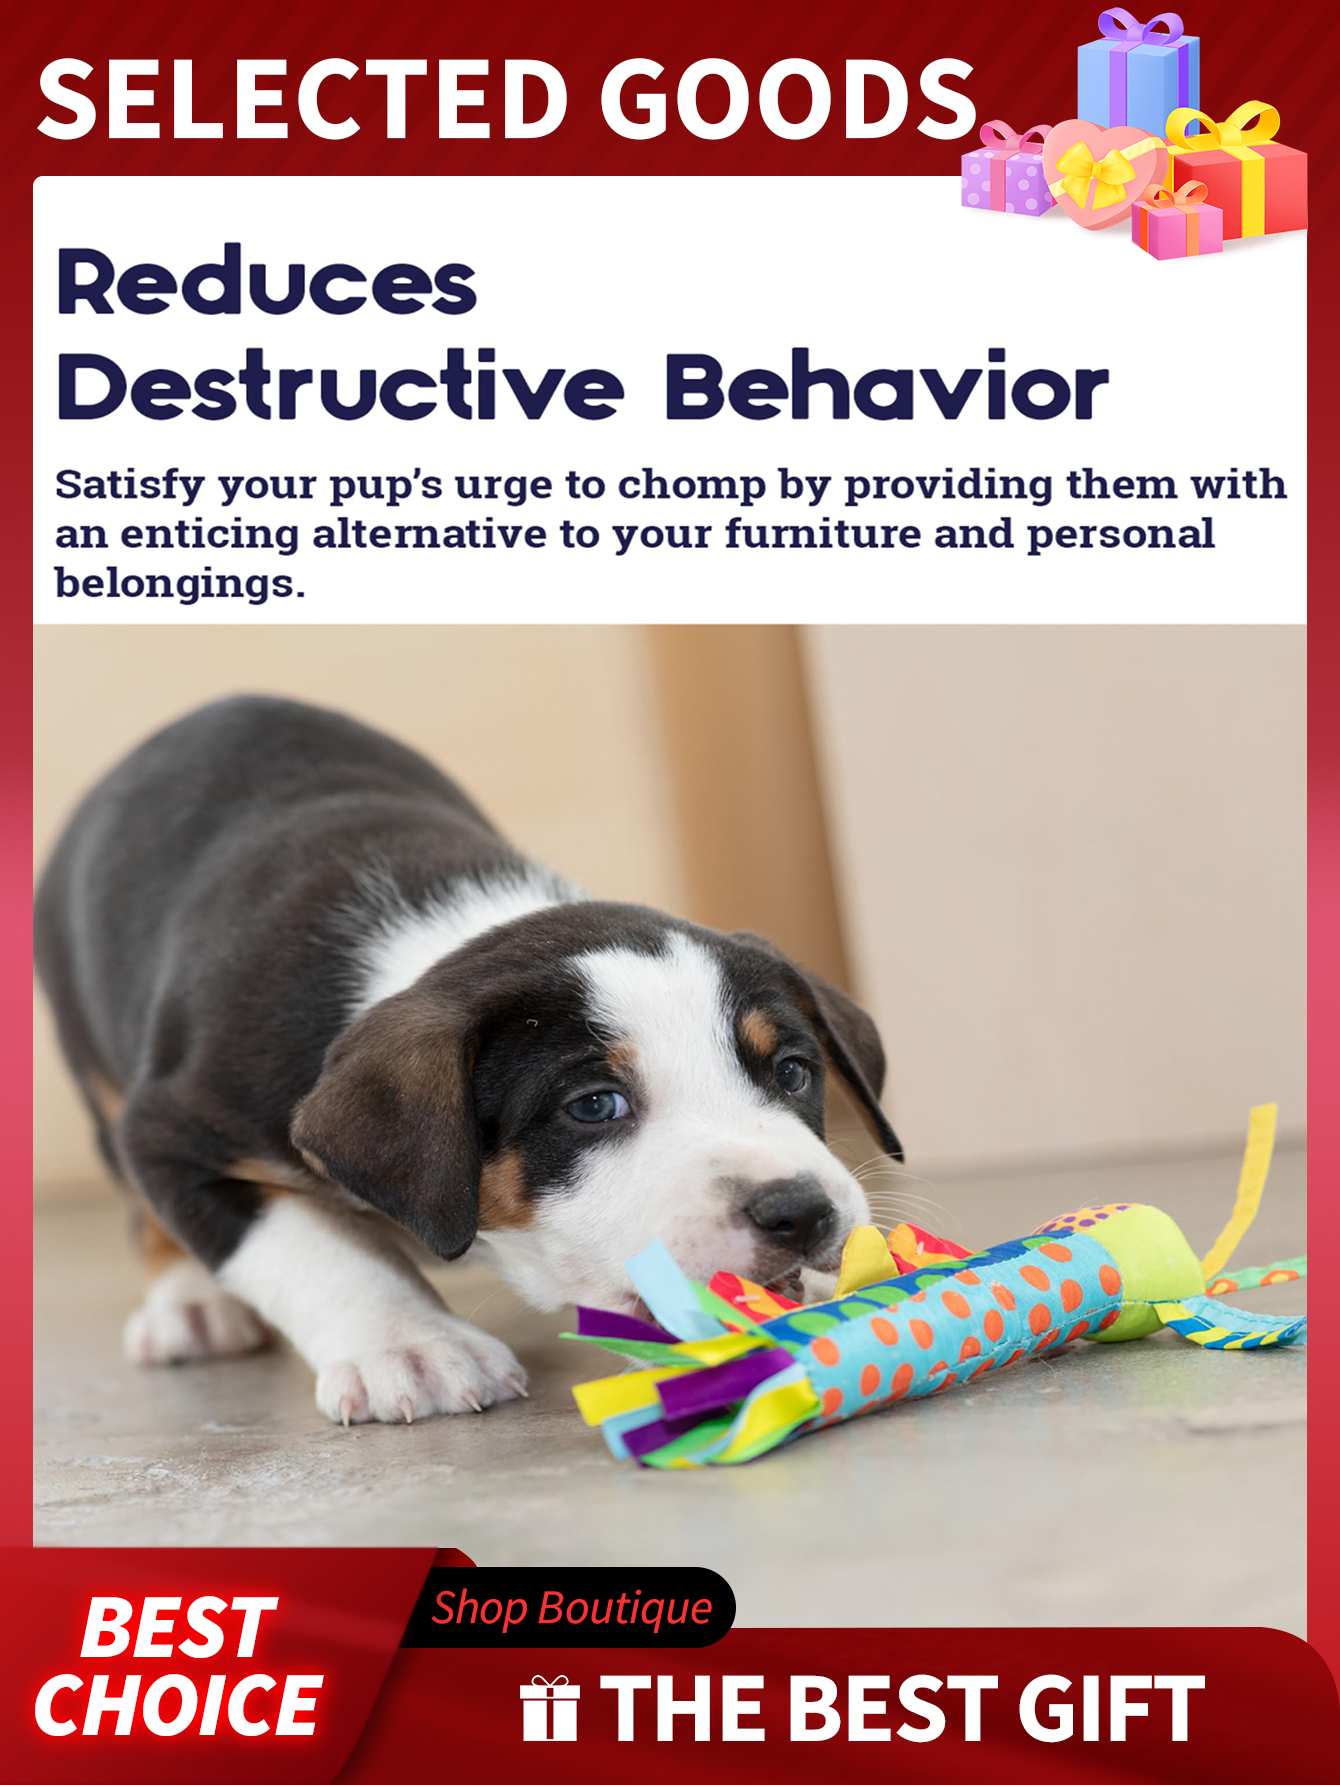 SELECTED GOODS
Reduces
Destructive Behavior
Satisfy your pup’s urge to chomp by providing them with
an enticing alternative to your furniture and personal
belongings.
Shop Boutique
BEST
CHOICE
THE BEST GIFT